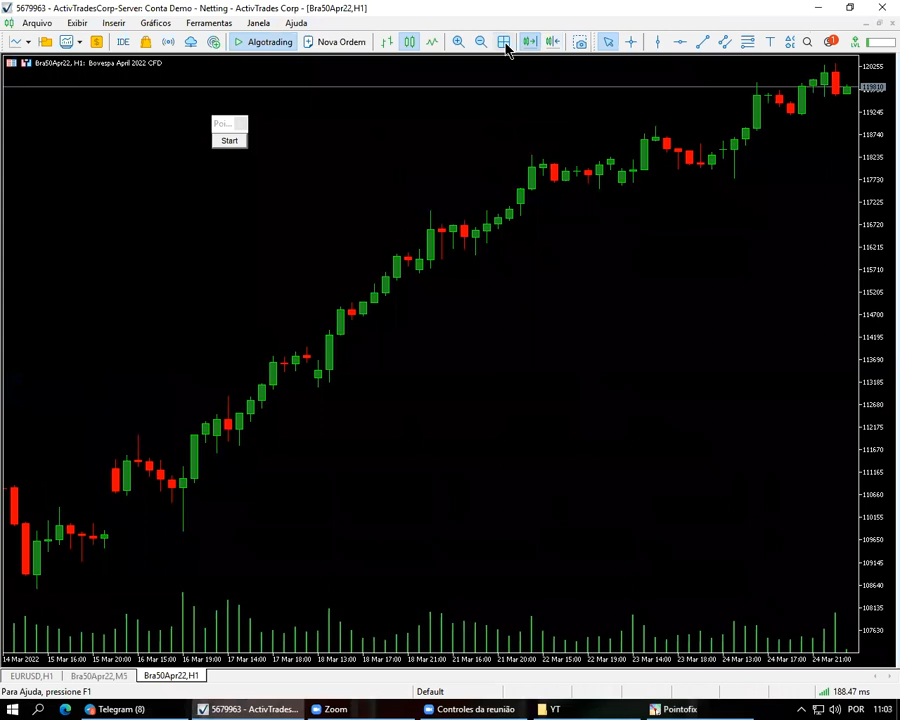 5679963 - ActivTradesCorp-Server: Conta Demo - Netting - ActivTrades Corp - [Bra50Apr22,H1]
Arquivo Exibir Inserir Gráficos Ferramentas Janela Ajuda
IDE Algotrading Nova Ordem 1
Bra50Apr22, H1: Bovespa April 2022 CFD
Poi...
Start
120255
119245
118740
118235
117730
117225
116720
116215
115710
115205
114700
114195
113690
113185
112680
112175
111670
111165
110660
110155
109650
109145
108640
108135
107630
14 Mar 2022 15 Mar 16:00 15 Mar 20:00 16 Mar 15:00 16 Mar 19:00 17 Mar 14:00 17 Mar 18:00 18 Mar 13:00 18 Mar 17:00 18 Mar 21:00 21 Mar 16:00 21 Mar 20:00 22 Mar 15:00 22 Mar 19:00 23 Mar 14:00 23 Mar 18:00 24 Mar 13:00 24 Mar 17:00 24 Mar 21:00
EURUSD,H1 Bra50Apr22,M5 Bra50Apr22,H1
Para Ajuda, pressione F1 Default 188.47 ms
Telegram (8) 5679963 - ActivTrades... Zoom Controles da reunião YT Pointofix POR 11:03